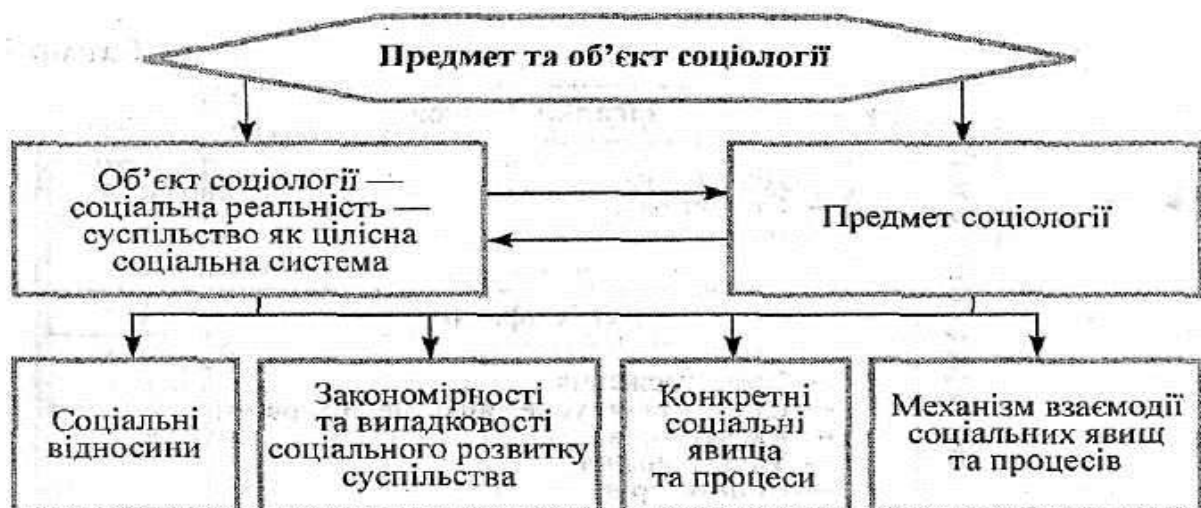 Предмет та об’єкт соціології
Об’єкт соціології —
соціальна реальність —
суспільство як цілісна
соціальна система
Предмет соціології
Соціальні
відносини
Закономірності
та випадковості
соціального розвитку
суспільства
Конкретні
соціальні
явища
та процеси
Механізм взаємодії
соціальних явищ
та процесів